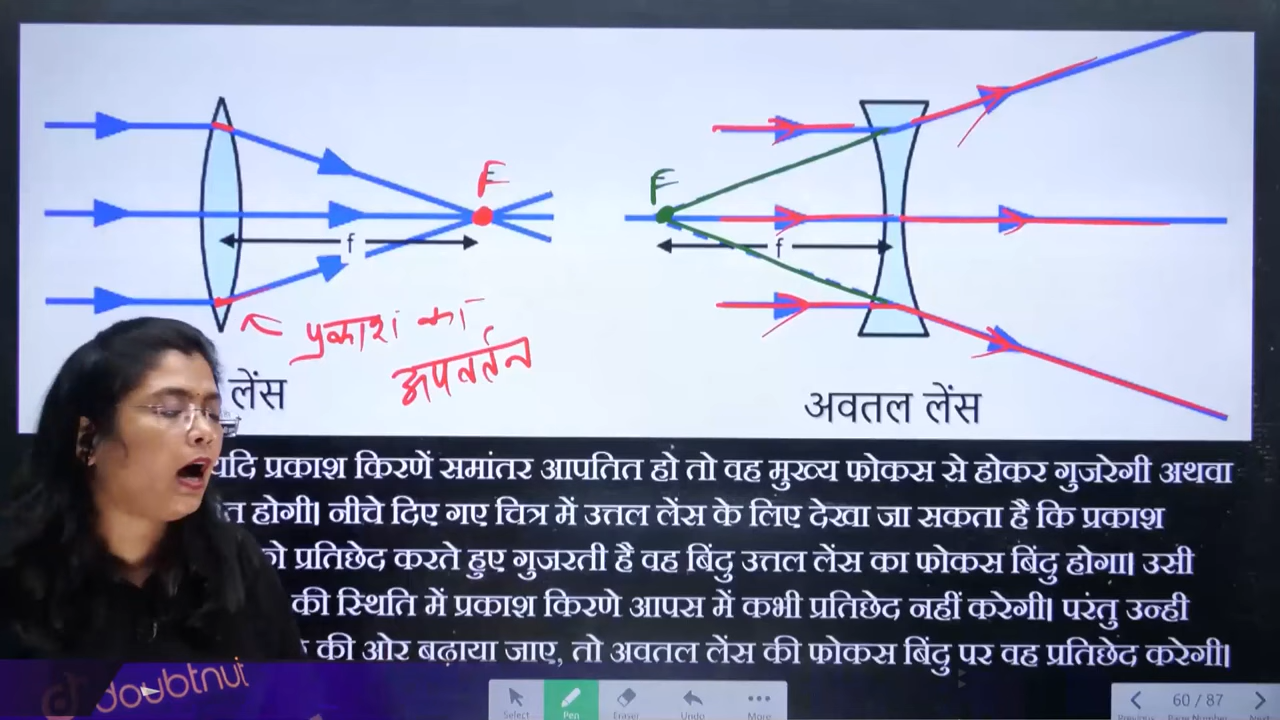 F
F
f
f
प्रकाश का
अपवर्तन
लेंस
अवतल लेंस
यदि प्रकाश किरणें समांतर आपतित हो तो वह मुख्य फोकस से होकर गुजरेगी अथवा
त होगी। नीचे दिए गए चित्र में उत्तल लेंस के लिए देखा जा सकता है कि प्रकाश
को प्रतिछेद करते हुए गुजरती है वह बिंदु उत्तल लेंस का फोकस बिंदु होगा। उसी
की स्थिति में प्रकाश किरणे आपस में कभी प्रतिछेद नहीं करेगी। परंतु उन्ही
की ओर बढ़ाया जाए, तो अवतल लेंस की फोकस बिंदु पर वह प्रतिछेद करेगी।
doubtnut
Select Pen Eraser Undo More
60 / 87
Page Number